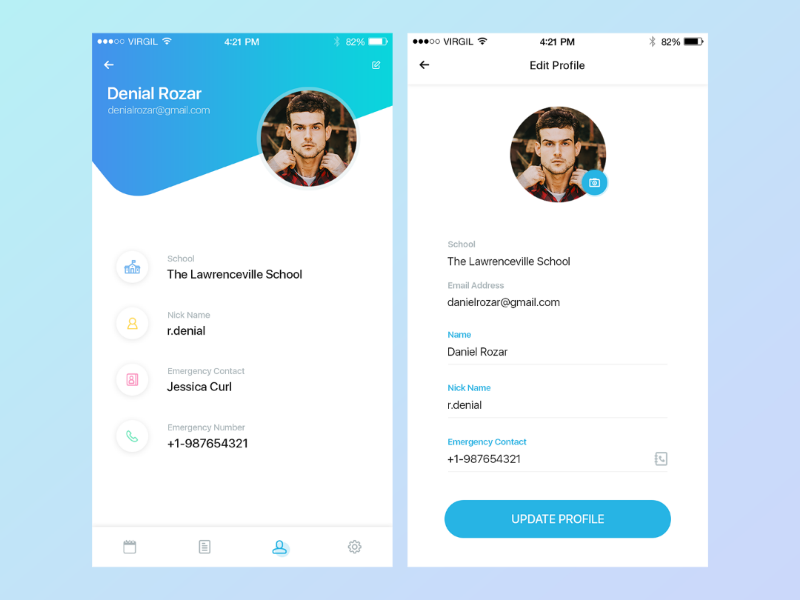 VIRGIL
4:21 PM
82%
Denial Rozar
denialrozar@gmail.com
School
The Lawrenceville School
Nick Name
r.denial
Emergency Contact
Jessica Curl
Emergency Number
+1-987654321
VIRGIL
4:21 PM
82%
Edit Profile
School
The Lawrenceville School
Email Address
danielrozar@gmail.com
Name
Daniel Rozar
Nick Name
r.denial
Emergency Contact
+1-987654321
UPDATE PROFILE